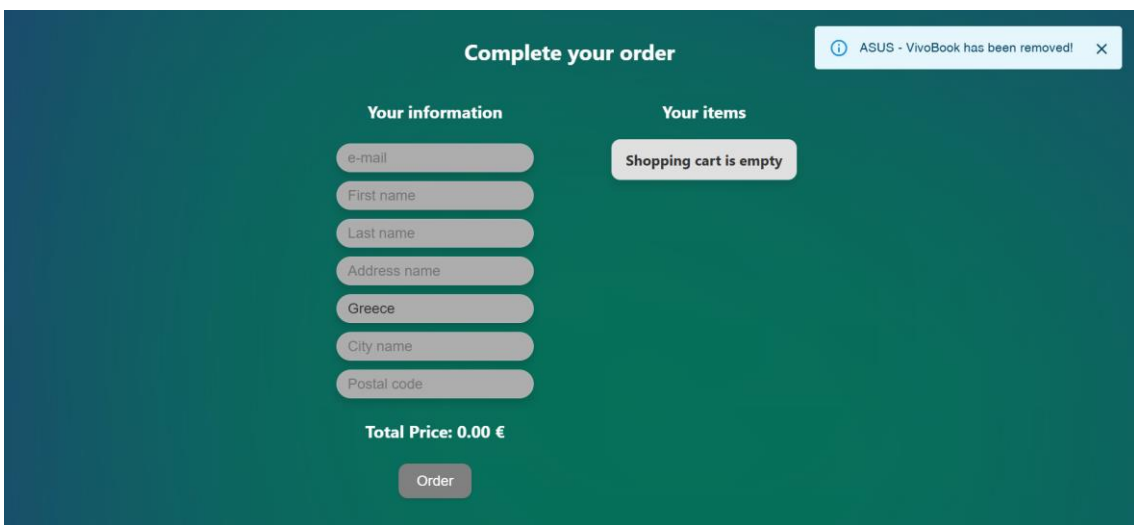 Complete your order
ASUS - VivoBook has been removed!
Your information
e-mail
First name
Last name
Address name
Greece
City name
Postal code
Total Price: 0.00 €
Order
Your items
Shopping cart is empty